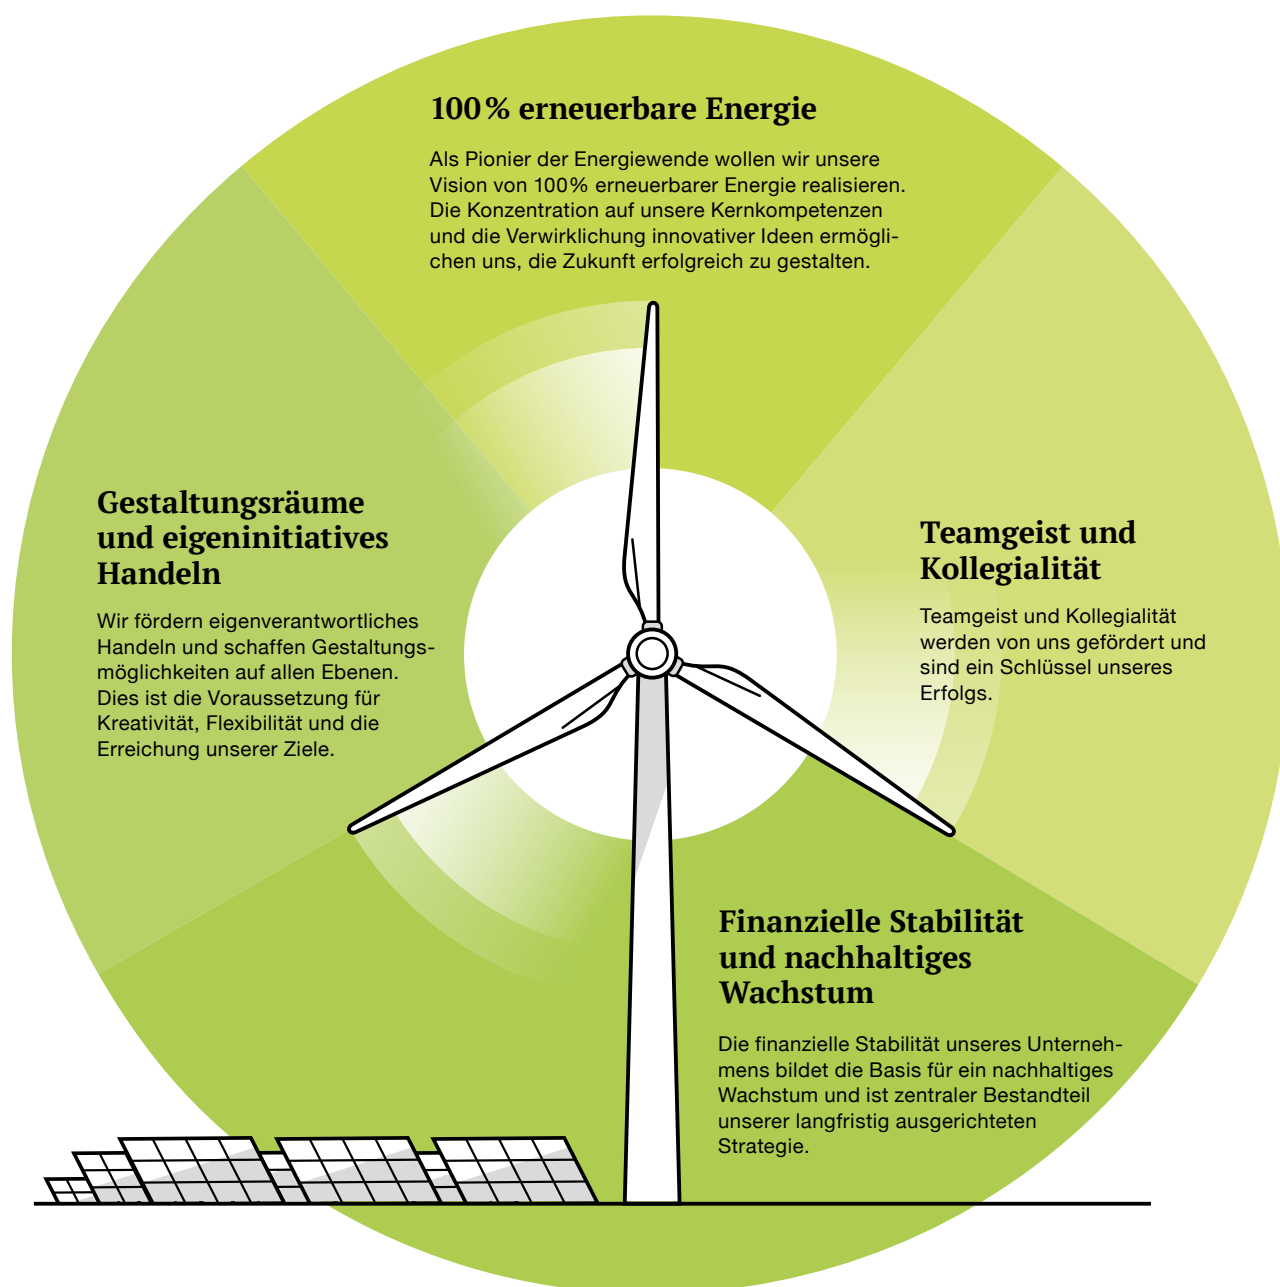 100 % erneuerbare Energie
Als Pionier der Energiewende wollen wir unsere
Vision von 100 % erneuerbarer Energie realisieren.
Die Konzentration auf unsere Kernkompetenzen
und die Verwirklichung innovativer Ideen ermögli-
chen uns, die Zukunft erfolgreich zu gestalten.
Gestaltungsräume
und eigeninitiatives
Handeln
Wir fördern eigenverantwortliches
Handeln und schaffen Gestaltungs-
möglichkeiten auf allen Ebenen.
Dies ist die Voraussetzung für
Kreativität, Flexibilität und die
Erreichung unserer Ziele.
Teamgeist und
Kollegialität
Teamgeist und Kollegialität
werden von uns gefördert und
sind ein Schlüssel unseres
Erfolgs.
Finanzielle Stabilität
und nachhaltiges
Wachstum
Die finanzielle Stabilität unseres Unterneh-
mens bildet die Basis für ein nachhaltiges
Wachstum und ist zentraler Bestandteil
unserer langfristig ausgerichteten
Strategie.